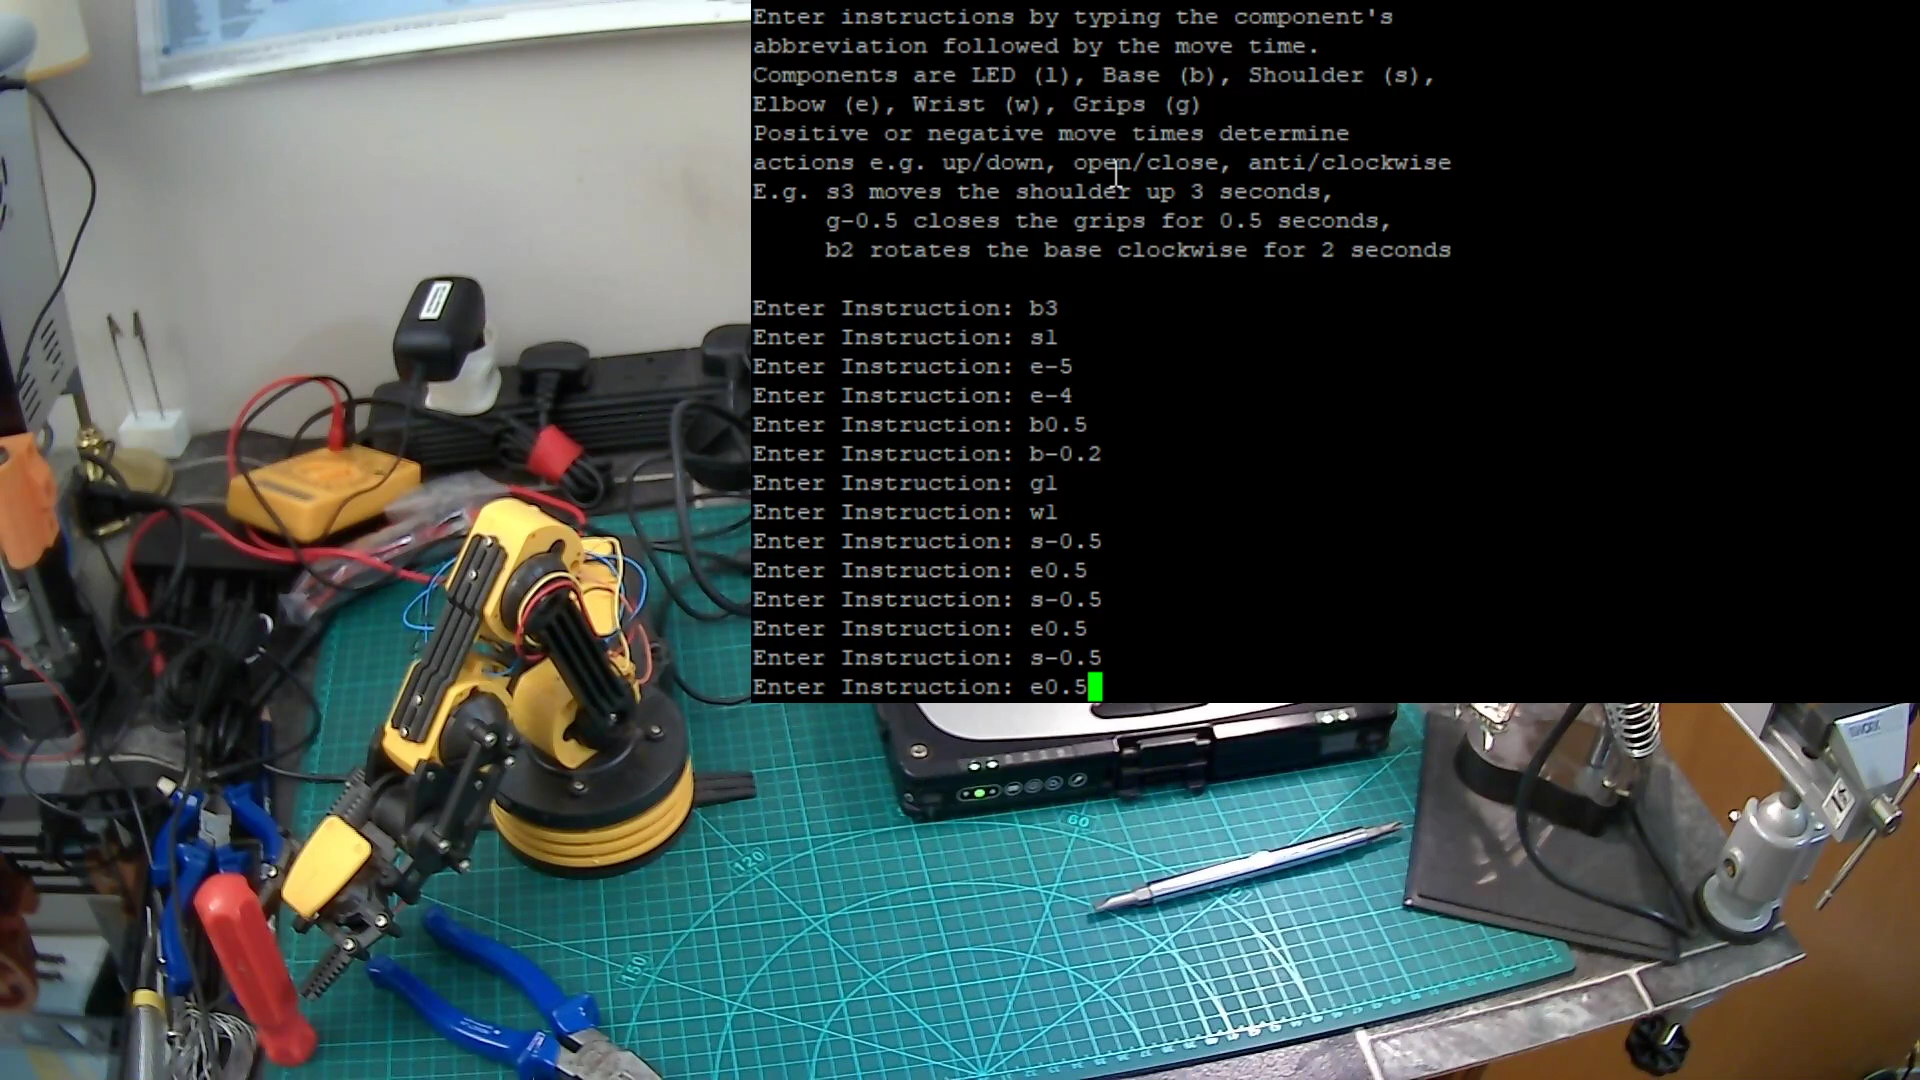 Enter instructions by typing the component's
abbreviation followed by the move time.
Components are LED (l), Base (b), Shoulder (s),
Elbow (e), Wrist (w), Grips (g)
Positive or negative move times determine
actions e.g. up/down, open/close, anti/clockwise
E.g. s3 moves the shoulder up 3 seconds,
g-0.5 closes the grips for 0.5 seconds,
b2 rotates the base clockwise for 2 seconds
Enter Instruction: b3
Enter Instruction: s1
Enter Instruction: e-5
Enter Instruction: e-4
Enter Instruction: b0.5
Enter Instruction: b-0.2
Enter Instruction: g1
Enter Instruction: w1
Enter Instruction: s-0.5
Enter Instruction: e0.5
Enter Instruction: s-0.5
Enter Instruction: e0.5
Enter Instruction: s-0.5
Enter Instruction: e0.5
60
120
150